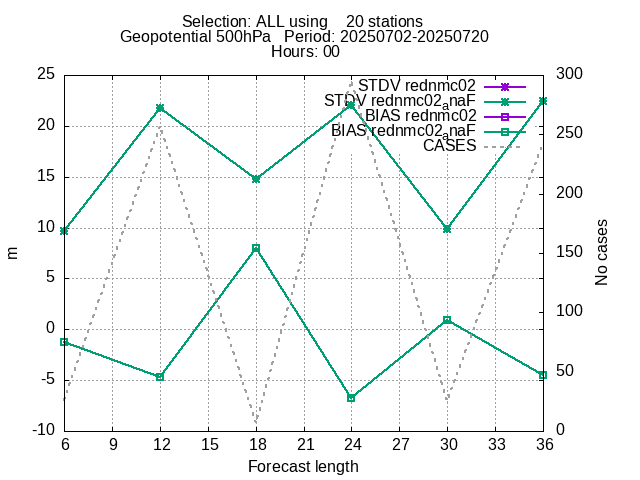 Selection: ALL using    20 stations
Geopotential 500hPa   Period: 20250702-20250720
Hours: 00
25
20
15
10
5
0
-5
-10
m
300
250
200
150
100
50
0
No cases
STDV rednmc02
STDV rednmc02anaF
BIAS rednmc02
BIAS rednmc02anaF
CASES
6 9 12 15 18 21 24 27 30 33 36
Forecast length